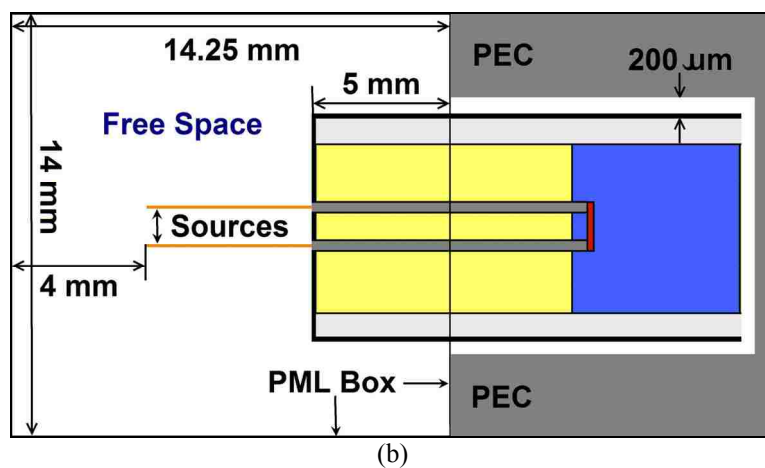 14.25 mm
PEC
200 µm
5 mm
Free Space
14 mm
Sources
4 mm
PML Box
PEC
(b)